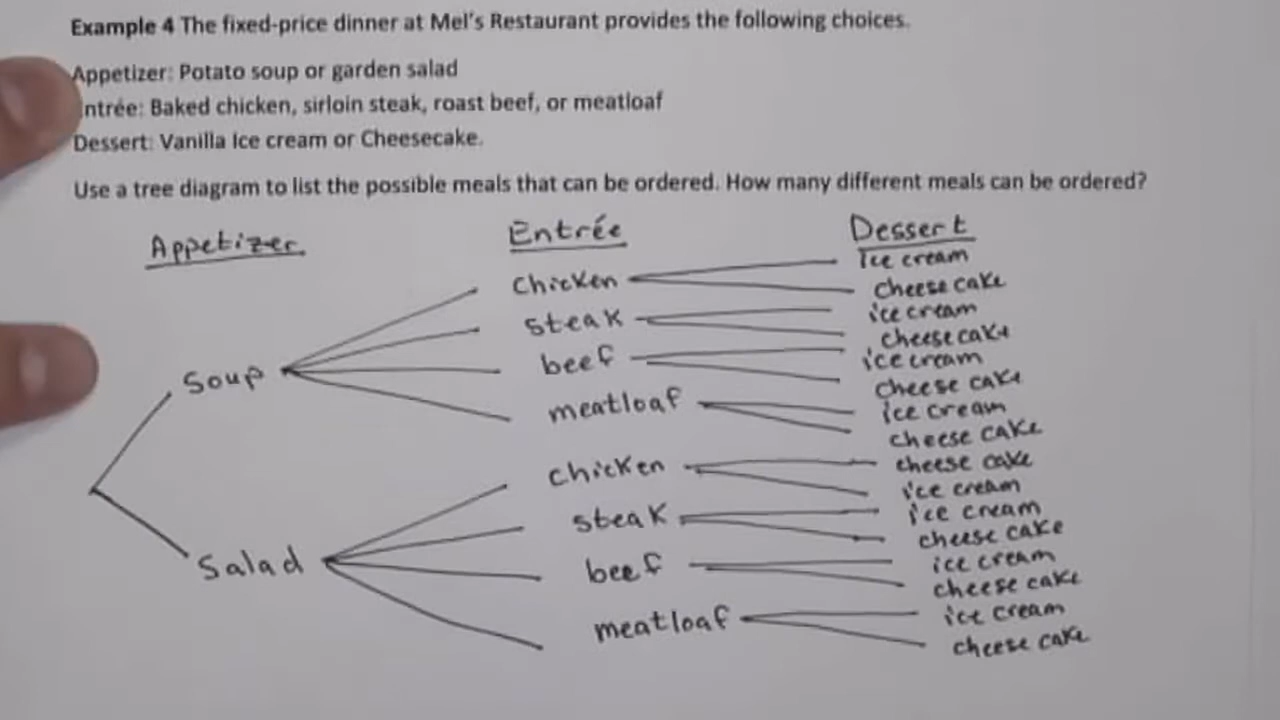 Example 4 The fixed-price dinner at Mel's Restaurant provides the following choices.
Appetizer: Potato soup or garden salad
ntrée: Baked chicken, sirloin steak, roast beef, or meatloaf
Dessert: Vanilla Ice cream or Cheesecake.
Use a tree diagram to list the possible meals that can be ordered. How many different meals can be ordered?
Appetizer Entrée Dessert
chicken ice cream
cheese cake
steak ice cream
cheese cake
beef ice cream
Soup cheese cake
meatloaf ice cream
cheese cake
chicken cheese cake
ice cream
steak ice cream
cheese cake
Salad beef ice cream
cheese cake
meatloaf ice cream
cheese cake